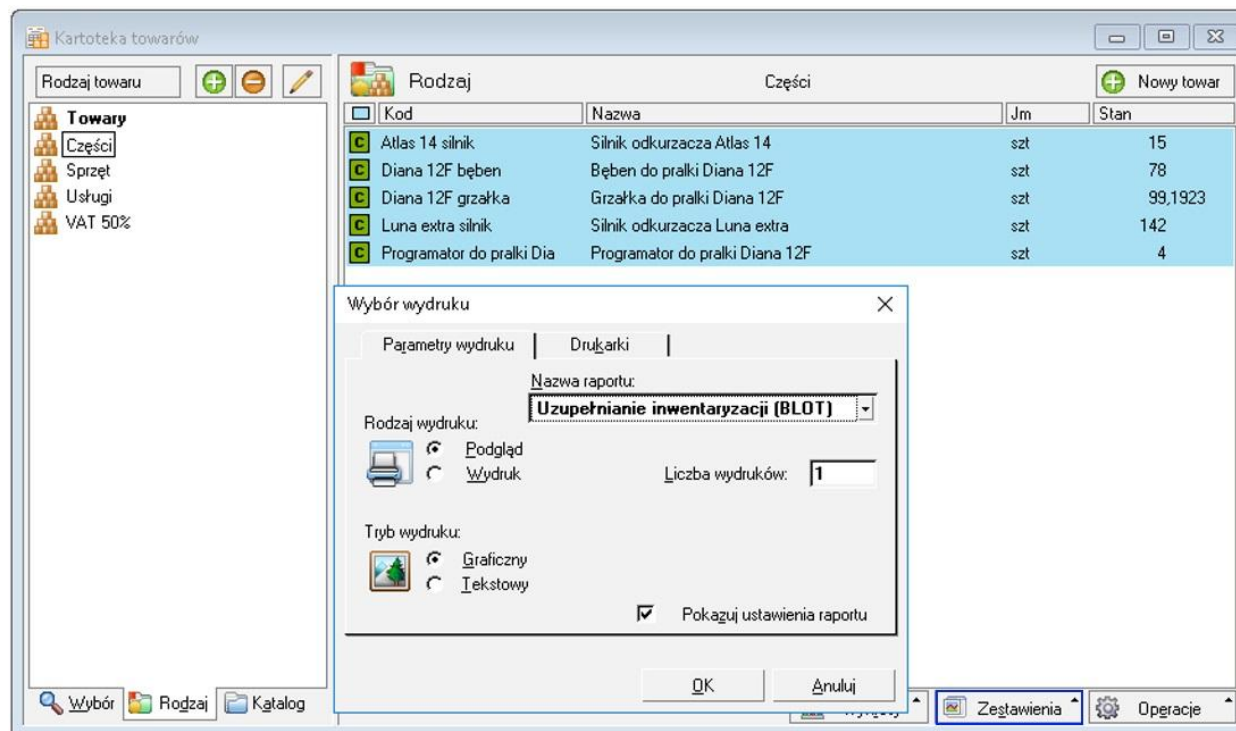 Kartoteka towarów
Rodzaj towaru
Towary
Części
Sprzęt
Usługi
VAT 50%
Wybór Rodzaj Katalog
Rodzaj Części Nowy towar
Kod Nazwa Jm Stan
C Atlas 14 silnik Silnik odkurzacza Atlas 14 szt 15
C Diana 12F bęben Bęben do pralki Diana 12F szt 78
C Diana 12F grzałka Grzałka do pralki Diana 12F szt 99,1923
C Luna extra silnik Silnik odkurzacza Luna extra szt 142
C Programator do pralki Dia Programator do pralki Diana 12F szt 4
Wybór wydruku
Parametry wydruku Drukarki
Nazwa raportu:
Uzupełnianie inwentaryzacji (BLOT)
Rodzaj wydruku:
Podgląd
Wydruk Liczba wydruków: 1
Tryb wydruku:
Graficzny
Tekstowy
Pokazuj ustawienia raportu
OK Anuluj
Zestawienia Operacje